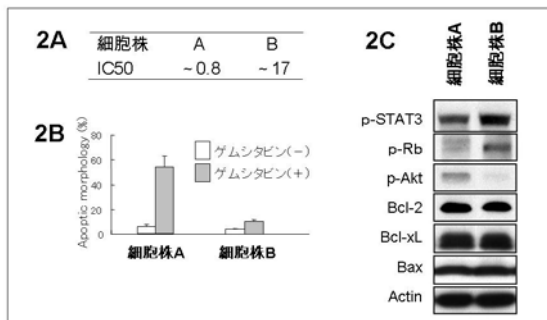 2A
細胞株 A B
IC50 ~0.8 ~17
2B
Apoptic morphology (%)
80
60
40
20
0
ゲムシタビン(−)
ゲムシタビン(+)
細胞株A 細胞株B
2C
細胞株A 細胞株B
p-STAT3
p-Rb
p-Akt
Bcl-2
Bcl-xL
Bax
Actin